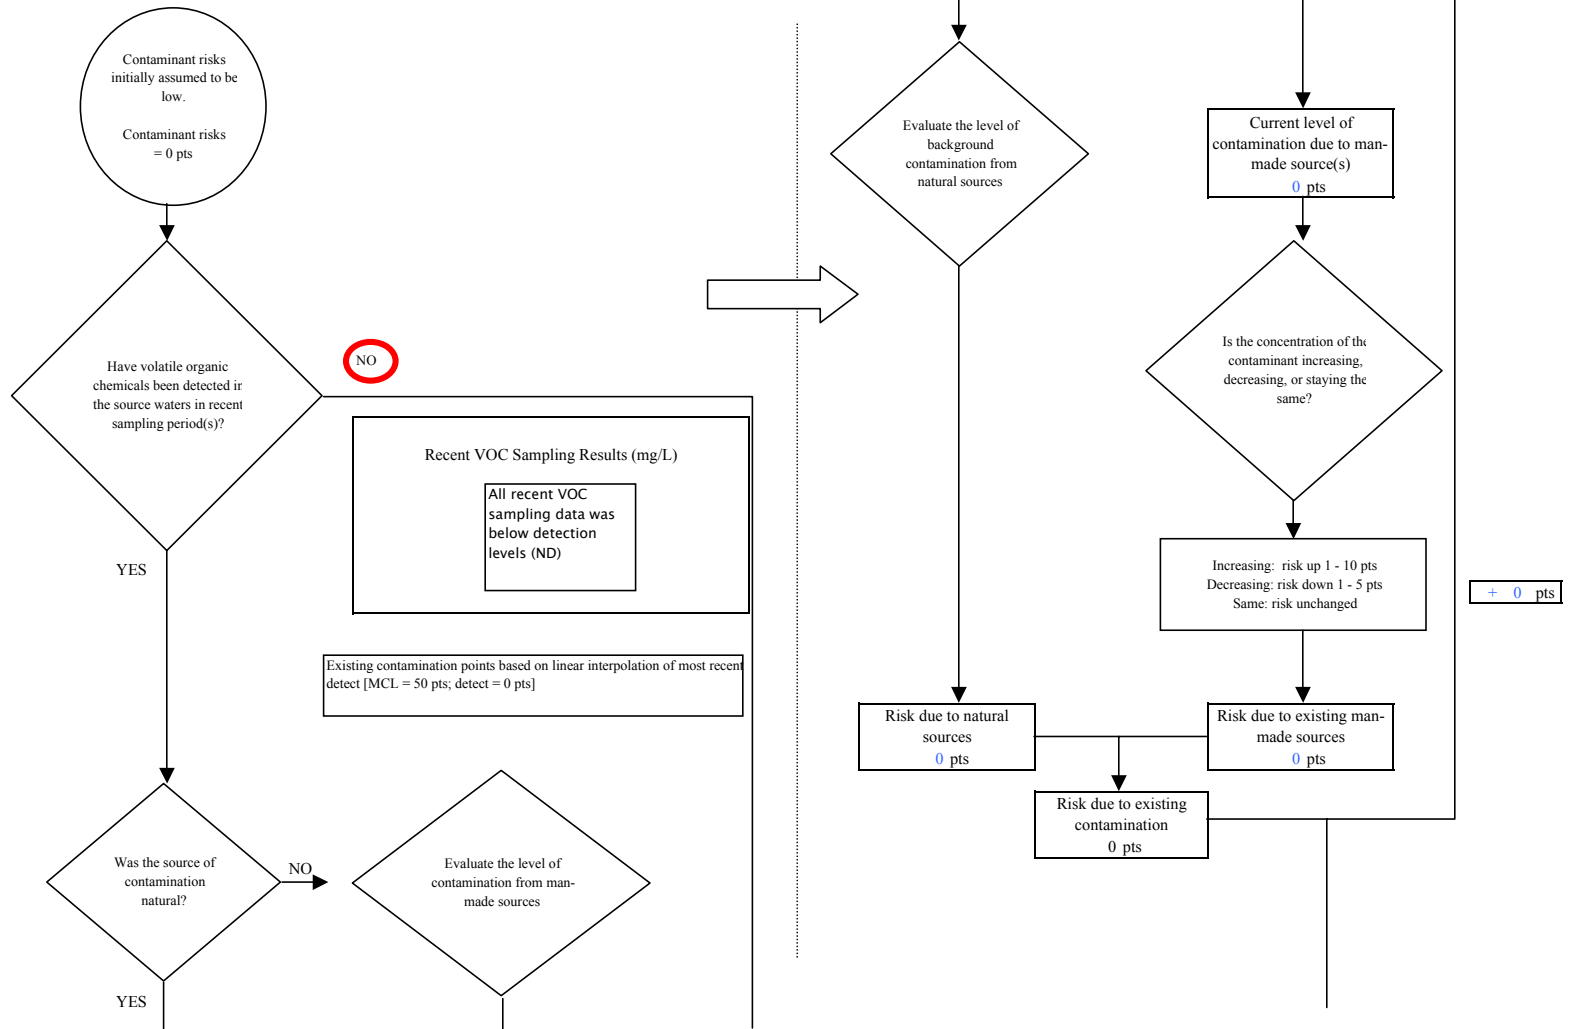 Contaminant risks
initially assumed to be
low.
Contaminant risks
= 0 pts
Have volatile organic
chemicals been detected in
the source waters in recent
sampling period(s)?
NO
Recent VOC Sampling Results (mg/L)
All recent VOC
sampling data was
below detection
levels (ND)
YES
Existing contamination points based on linear interpolation of most recent
detect [MCL = 50 pts; detect = 0 pts]
Was the source of
contamination
natural?
NO
Evaluate the level of
contamination from man-
made sources
YES
Evaluate the level of
background
contamination from
natural sources
Current level of
contamination due to man-
made source(s)
0 pts
Is the concentration of the
contaminant increasing,
decreasing, or staying the
same?
Increasing: risk up 1 - 10 pts
Decreasing: risk down 1 - 5 pts
Same: risk unchanged
+ 0 pts
Risk due to natural
sources
0 pts
Risk due to existing man-
made sources
0 pts
Risk due to existing
contamination
0 pts